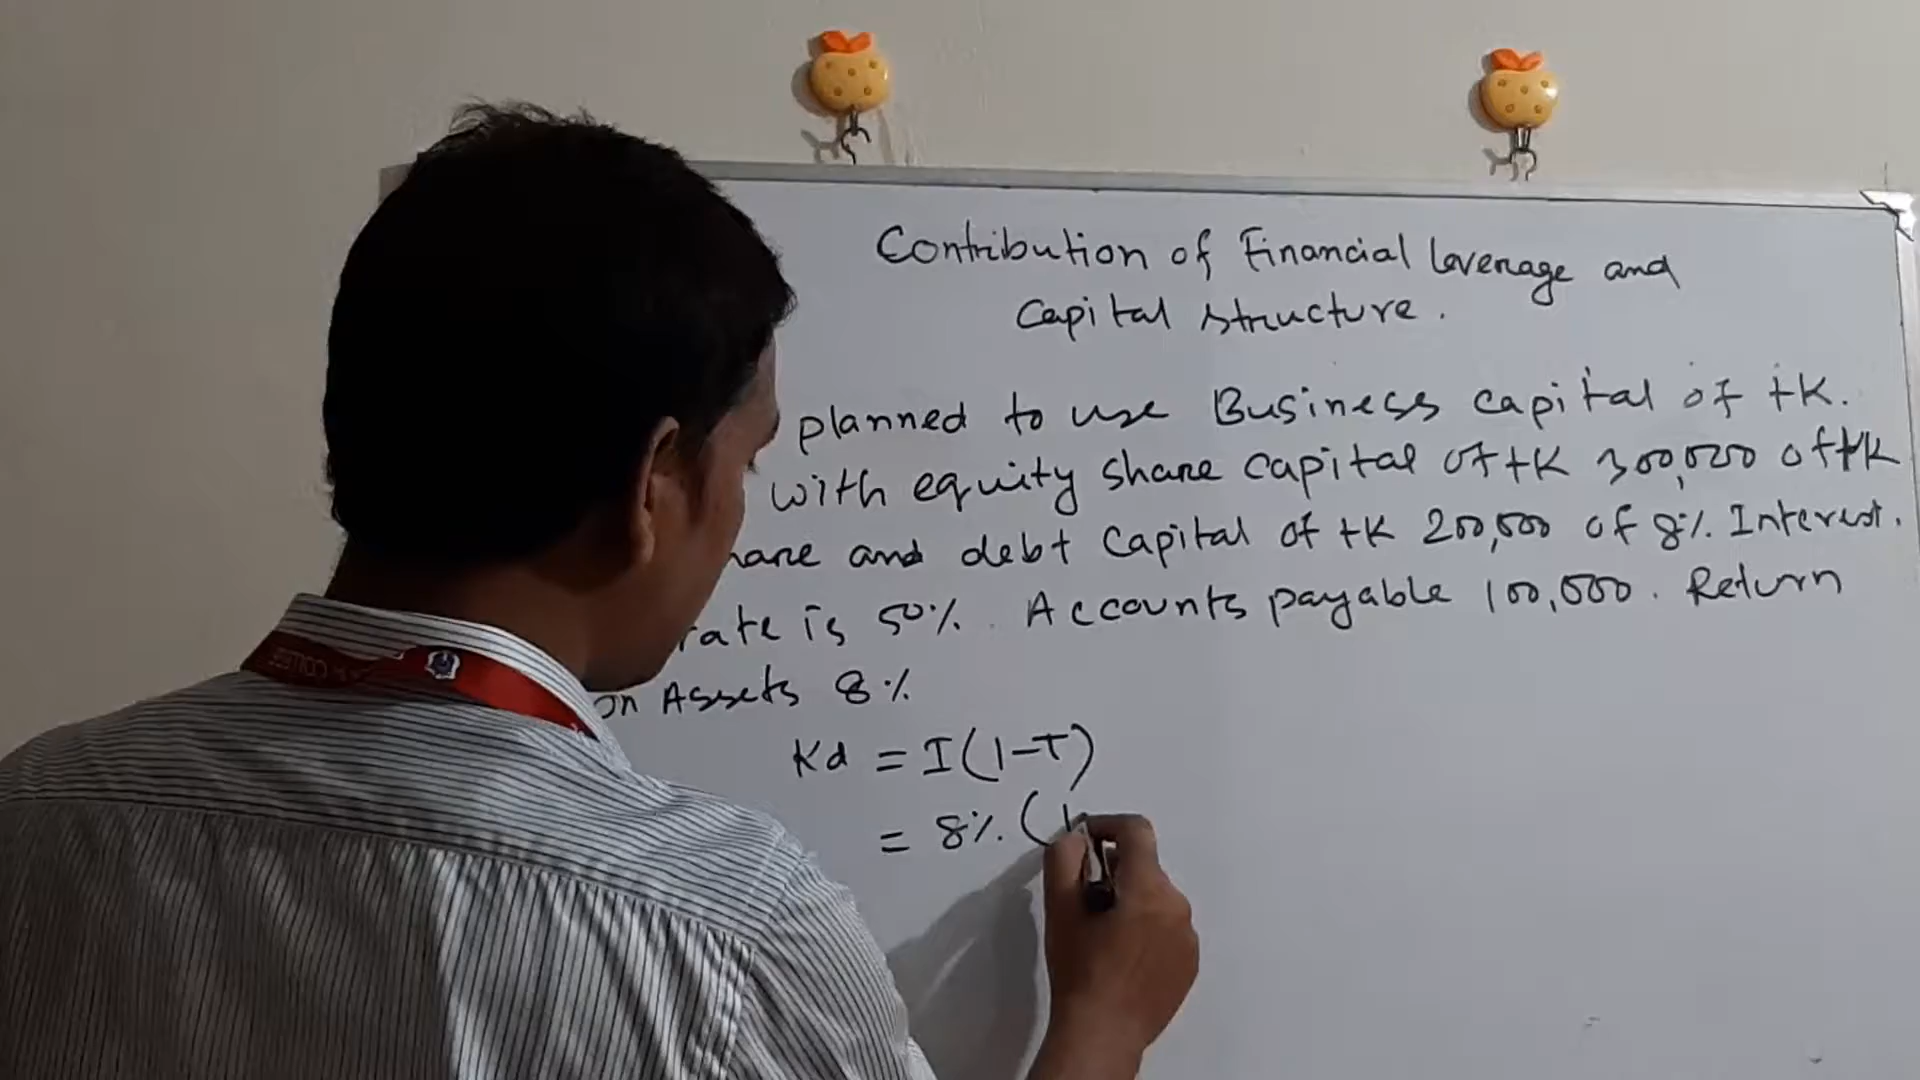 Contribution of Financial leverage and
Capital structure.
planned to use Business capital of tk.
with equity share capital of tk 300,000 of tk
and debt capital of tk 200,000 of 8% Interest.
rate is 50%. Accounts payable 100,000. Return
on Assets 8%
Kd = I(1-T)
= 8% (1